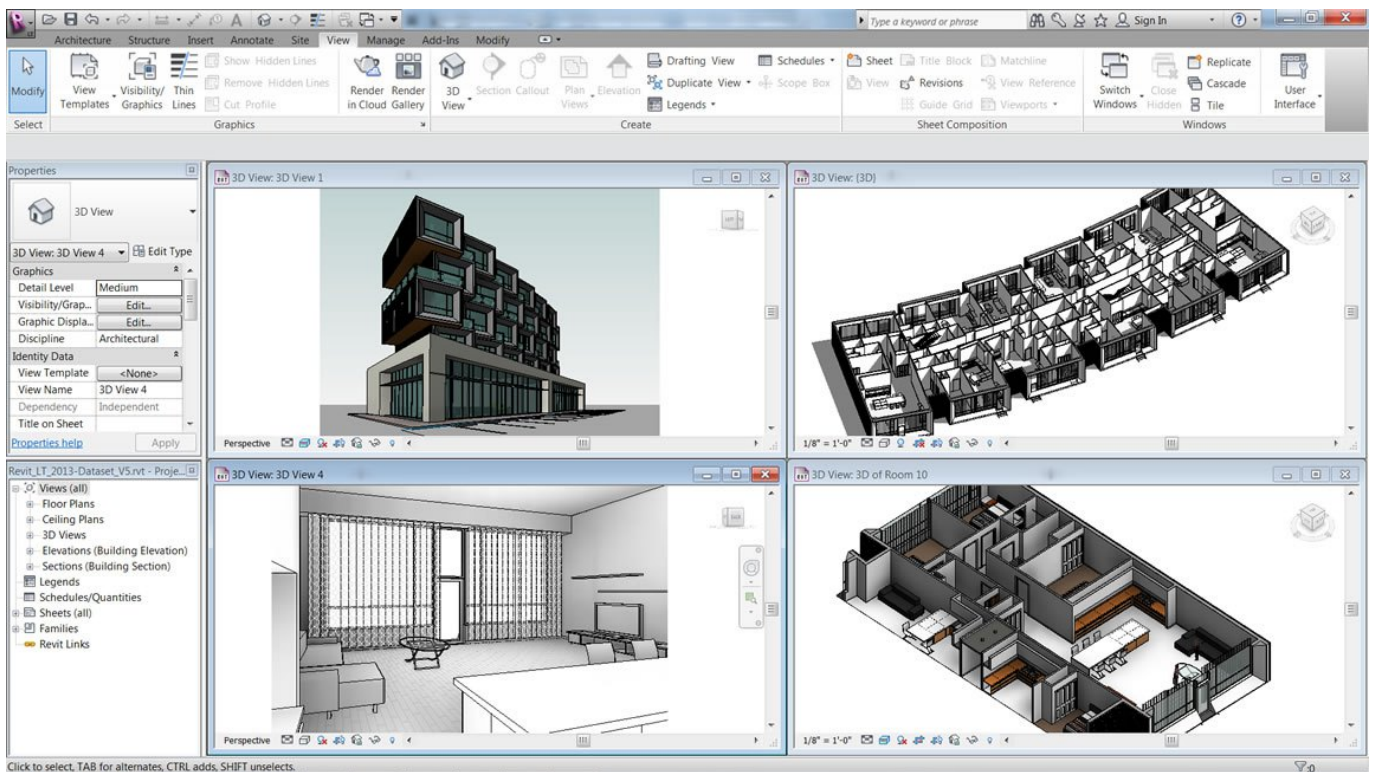 Type a keyword or phrase
Sign In
Architecture Structure Insert Annotate Site View Manage Add-Ins Modify
Modify
View Templates
Visibility/ Graphics
Thin Lines
Show Hidden Lines
Remove Hidden Lines
Cut Profile
Render in Cloud
Render Gallery
3D View
Section
Callout
Plan Views
Elevation
Drafting View
Duplicate View
Legends
Schedules
Scope Box
Sheet
View
Title Block
Revisions
Guide Grid
Matchline
View Reference
Viewports
Switch Windows
Close Hidden
Replicate
Cascade
Tile
User Interface
Select Graphics Create Sheet Composition Windows
Properties
3D View
3D View: 3D View 4 Edit Type
Graphics
Detail Level Medium
Visibility/Grap... Edit...
Graphic Displa... Edit...
Discipline Architectural
Identity Data
View Template <None>
View Name 3D View 4
Dependency Independent
Title on Sheet
Properties help Apply
Revit_LT_2013-Dataset_V5.rvt - Proje...
Views (all)
Floor Plans
Ceiling Plans
3D Views
Elevations (Building Elevation)
Sections (Building Section)
Legends
Schedules/Quantities
Sheets (all)
Families
Revit Links
3D View: 3D View 1
Perspective
3D View: {3D}
1/8" = 1'-0"
3D View: 3D View 4
BACK
Perspective
3D View: 3D of Room 10
1/8" = 1'-0"
Click to select, TAB for alternates, CTRL adds, SHIFT unselects.
:0